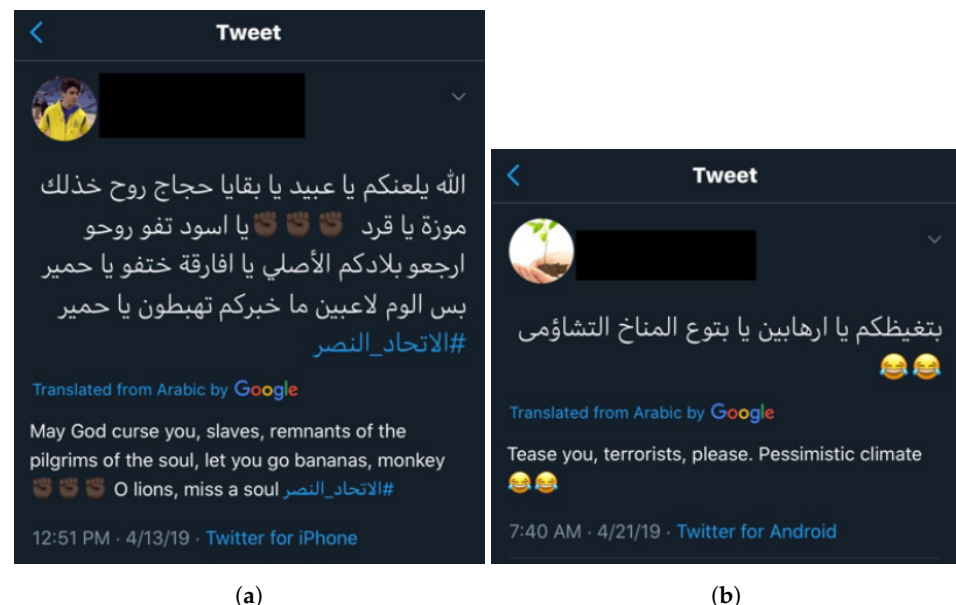 Tweet
الله يلعنكم يا عبيد يا بقايا حجاج روح خذلك
موزة يا قرد ✊🏿✊🏿✊🏿 يا اسود تفو روحو
ارجعو بلادكم الأصلي يا افارقة ختفو يا حمير
بس الوم لاعبين ما خبركم تهبطون يا حمير
#الاتحاد_النصر
Translated from Arabic by Google
May God curse you, slaves, remnants of the
pilgrims of the soul, let you go bananas, monkey
✊🏿✊🏿✊🏿 O lions, miss a soul #الاتحاد_النصر
12:51 PM · 4/13/19 · Twitter for iPhone
(a)
Tweet
بتغيظكم يا ارهابين يا بتوع المناخ التشاؤمى
😂😂
Translated from Arabic by Google
Tease you, terrorists, please. Pessimistic climate
😂😂
7:40 AM · 4/21/19 · Twitter for Android
(b)